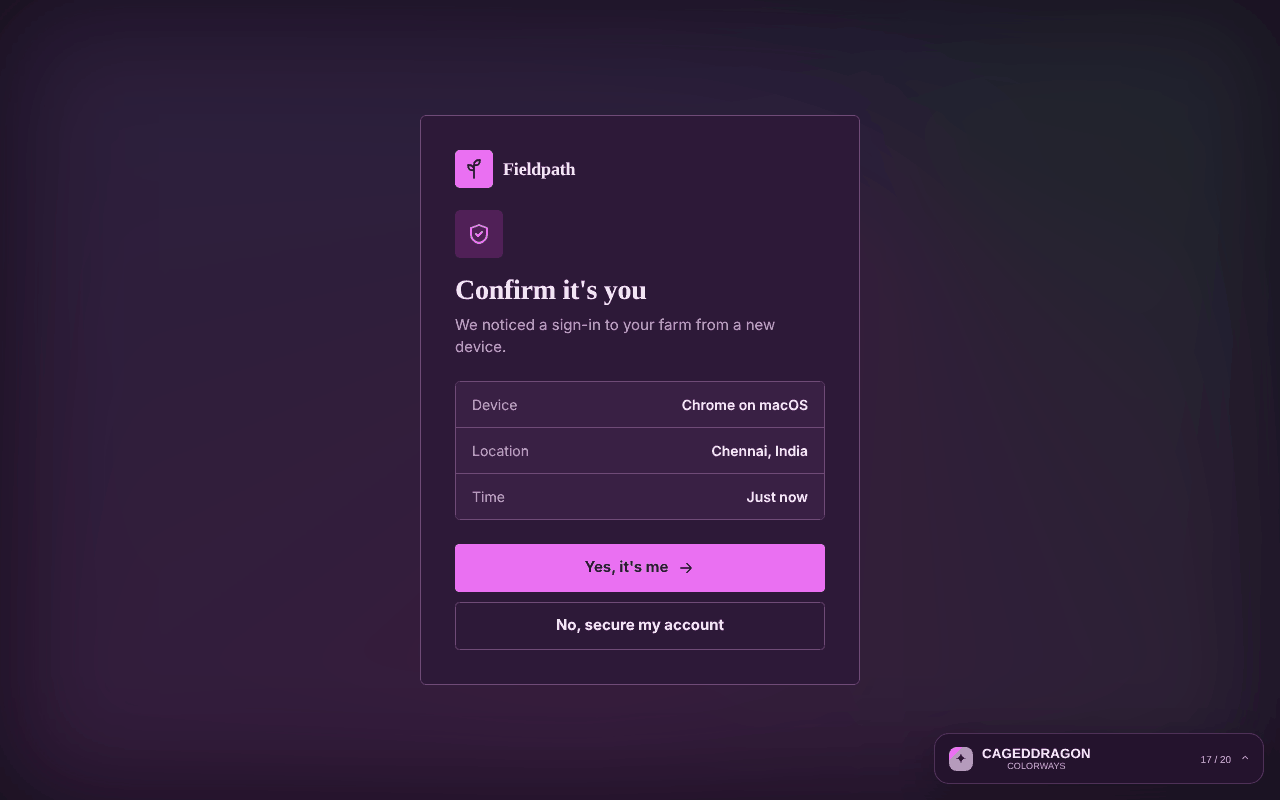 Fieldpath
Confirm it's you
We noticed a sign-in to your farm from a new
device.
Device Chrome on macOS
Location Chennai, India
Time Just now
Yes, it's me →
No, secure my account
CAGEDDRAGON
COLORWAYS
17 / 20